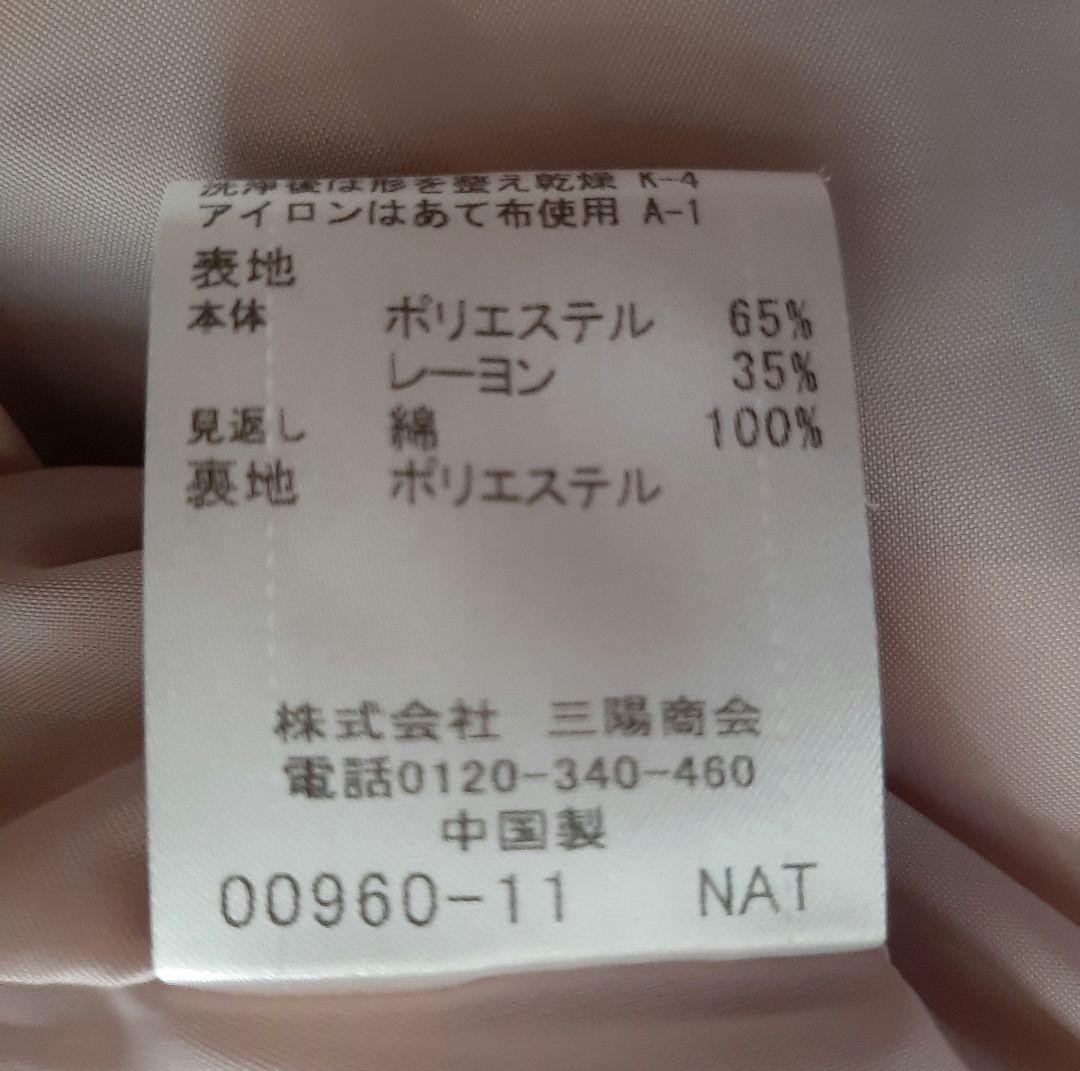 洗浄後は形を整え乾燥 K-4
アイロンはあて布使用 A-1
表地
本体 ポリエステル 65%
レーヨン 35%
見返し 綿 100%
裏地 ポリエステル
株式会社 三陽商会
電話0120-340-460
中国製
00960-11 NAT